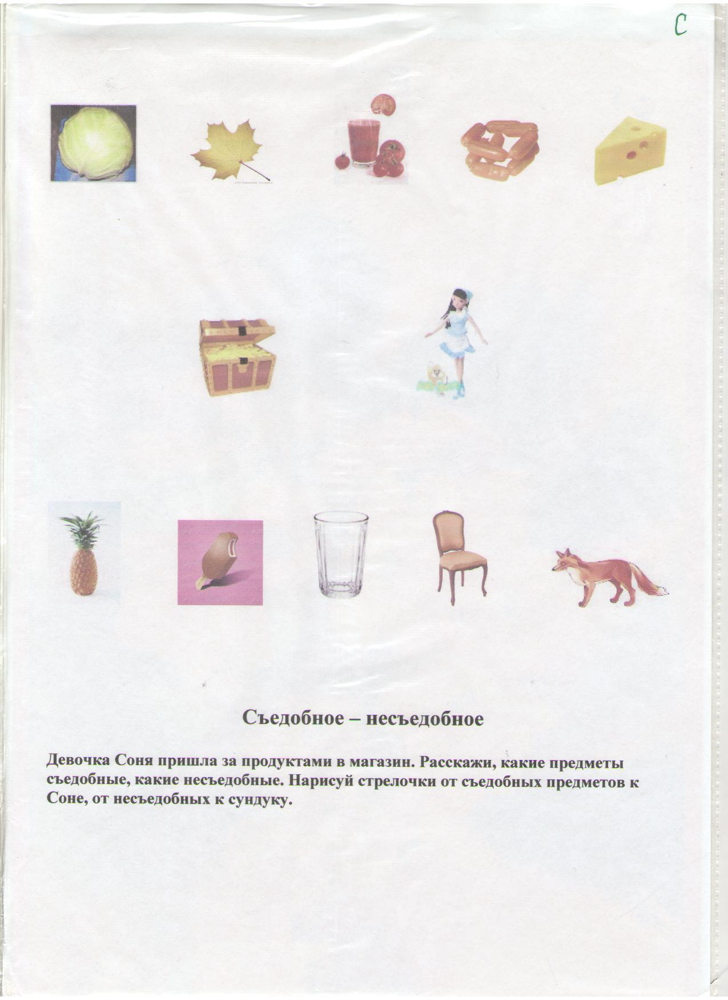 С
Съедобное – несъедобное
Девочка Соня пришла за продуктами в магазин. Расскажи, какие предметы
съедобные, какие несъедобные. Нарисуй стрелочки от съедобных предметов к
Соне, от несъедобных к сундуку.